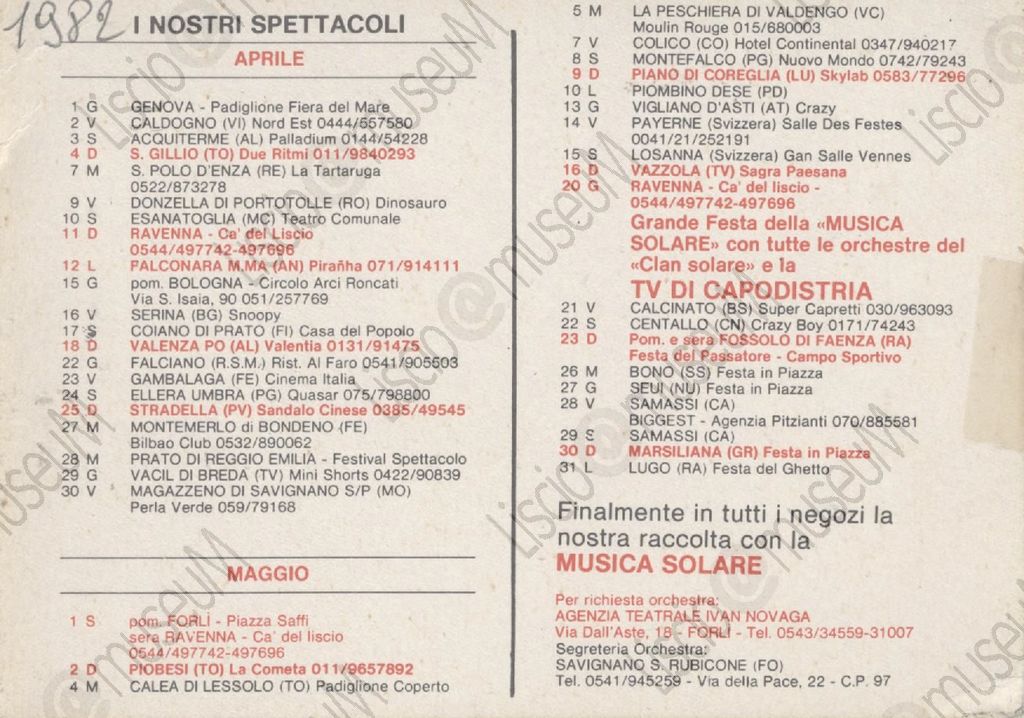 1982
I NOSTRI SPETTACOLI
APRILE
1 G GENOVA - Padiglione Fiera del Mare
2 V CALDOGNO (VI) Nord Est 0444/557580
3 S ACQUITERME (AL) Palladium 0144/54228
4 D S. GILLIO (TO) Due Ritmi 011/9840293
7 M S. POLO D'ENZA (RE) La Tartaruga
0522/873278
9 V DONZELLA DI PORTOTOLLE (RO) Dinosauro
10 S ESANATOGLIA (MC) Teatro Comunale
11 D RAVENNA - Ca' del Liscio
0544/497742-497696
12 L FALCONARA M.MA (AN) Pirañha 071/914111
15 G pom. BOLOGNA - Circolo Arci Roncati
Via S. Isaia, 90 051/257769
16 V SERINA (BG) Snoopy
17 S COIANO DI PRATO (FI) Casa del Popolo
18 D VALENZA PO (AL) Valentia 0131/91475
22 G FALCIANO (R.S.M.) Rist. Al Faro 0541/905503
23 V GAMBALAGA (FE) Cinema Italia
24 S ELLERA UMBRA (PG) Quasar 075/798800
25 D STRADELLA (PV) Sandalo Cinese 0385/49545
27 M MONTEMERLO di BONDENO (FE)
Bilbao Club 0532/890062
28 M PRATO DI REGGIO EMILIA - Festival Spettacolo
29 G VACIL DI BREDA (TV) Mini Shorts 0422/90839
30 V MAGAZZENO DI SAVIGNANO S/P (MO)
Perla Verde 059/79168
MAGGIO
1 S pom. FORLÌ - Piazza Saffi
sera RAVENNA - Ca' del liscio
0544/497742-497696
2 D PIOBESI (TO) La Cometa 011/9657892
4 M CALEA DI LESSOLO (TO) Padiglione Coperto
5 M LA PESCHIERA DI VALDENGO (VC)
Moulin Rouge 015/680003
7 V COLICO (CO) Hotel Continental 0347/940217
8 S MONTEFALCO (PG) Nuovo Mondo 0742/79243
9 D PIANO DI COREGLIA (LU) Skylab 0583/77296
10 L PIOMBINO DESE (PD)
13 G VIGLIANO D'ASTI (AT) Crazy
14 V PAYERNE (Svizzera) Salle Des Festes
0041/21/252191
15 S LOSANNA (Svizzera) Gan Salle Vennes
16 D VAZZOLA (TV) Sagra Paesana
20 G RAVENNA - Ca' del liscio -
0544/497742-497696
Grande Festa della «MUSICA
SOLARE» con tutte le orchestre del
«Clan solare» e la
TV DI CAPODISTRIA
21 V CALCINATO (BS) Super Capretti 030/963093
22 S CENTALLO (CN) Crazy Boy 0171/74243
23 D Pom. e sera FOSSOLO DI FAENZA (RA)
Festa del Passatore - Campo Sportivo
26 M BONO (SS) Festa in Piazza
27 G SEUI (NU) Festa in Piazza
28 V SAMASSI (CA)
BIGGEST - Agenzia Pitzianti 070/885581
29 S SAMASSI (CA)
30 D MARSILIANA (GR) Festa in Piazza
31 L LUGO (RA) Festa del Ghetto
Finalmente in tutti i negozi la
nostra raccolta con la
MUSICA SOLARE
Per richiesta orchestra:
AGENZIA TEATRALE IVAN NOVAGA
Via Dall'Aste, 18 - FORLÌ - Tel. 0543/34559-31007
Segreteria Orchestra:
SAVIGNANO S. RUBICONE (FO)
Tel. 0541/945259 - Via della Pace, 22 - C.P. 97
Liscio@museuM